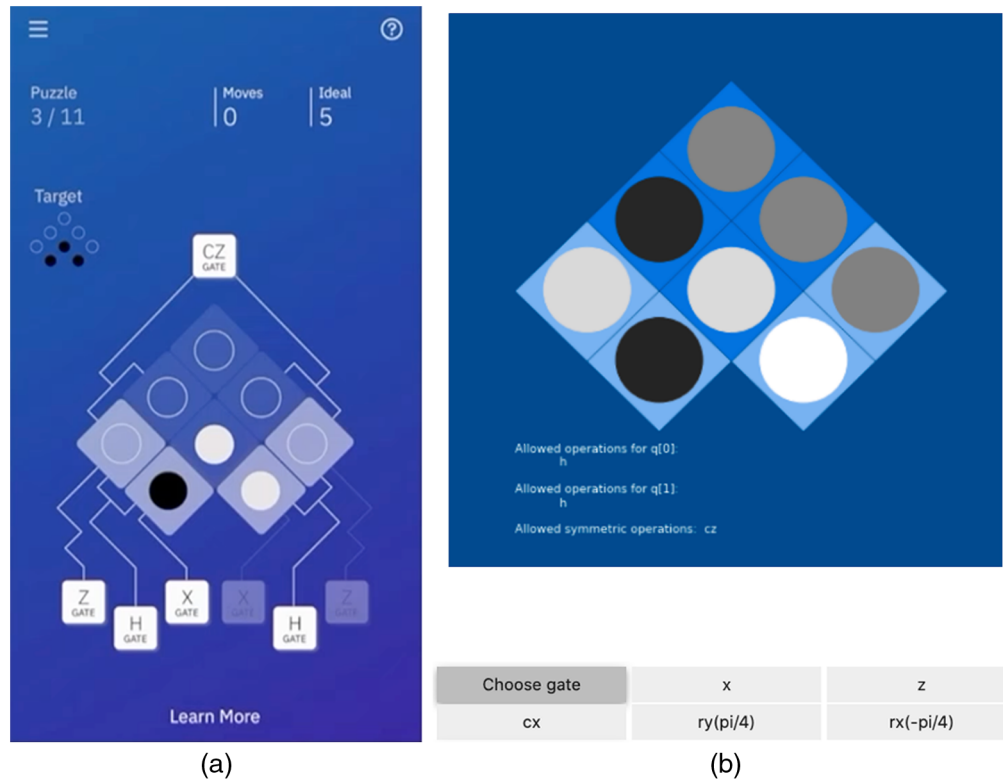 ?
Puzzle Moves Ideal
3 / 11 0 5
Target
CZ
GATE
Z
GATE
H
GATE
X
GATE
X
GATE
H
GATE
Z
GATE
Learn More
(a)
Allowed operations for q[0]:
h
Allowed operations for q[1]:
h
Allowed symmetric operations: cz
Choose gate x z
cx ry(pi/4) rx(-pi/4)
(b)